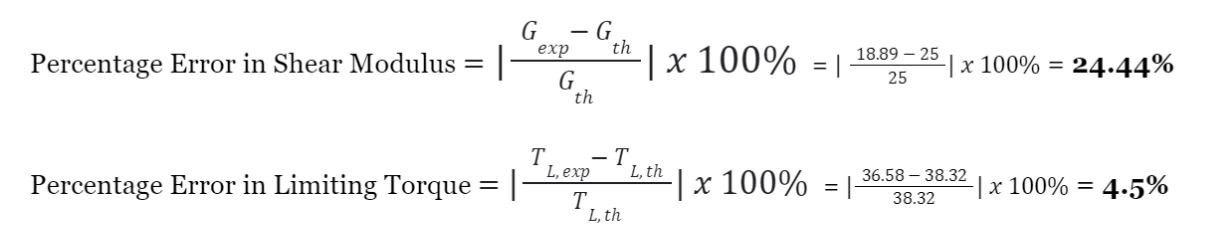 Percentage Error in Shear Modulus = |(G_exp − G_th)/G_th| x 100% = |(18.89 − 25)/25| x 100% = 24.44%
Percentage Error in Limiting Torque = |(T_L, exp − T_L, th)/T_L, th| x 100% = |(36.58 − 38.32)/38.32| x 100% = 4.5%